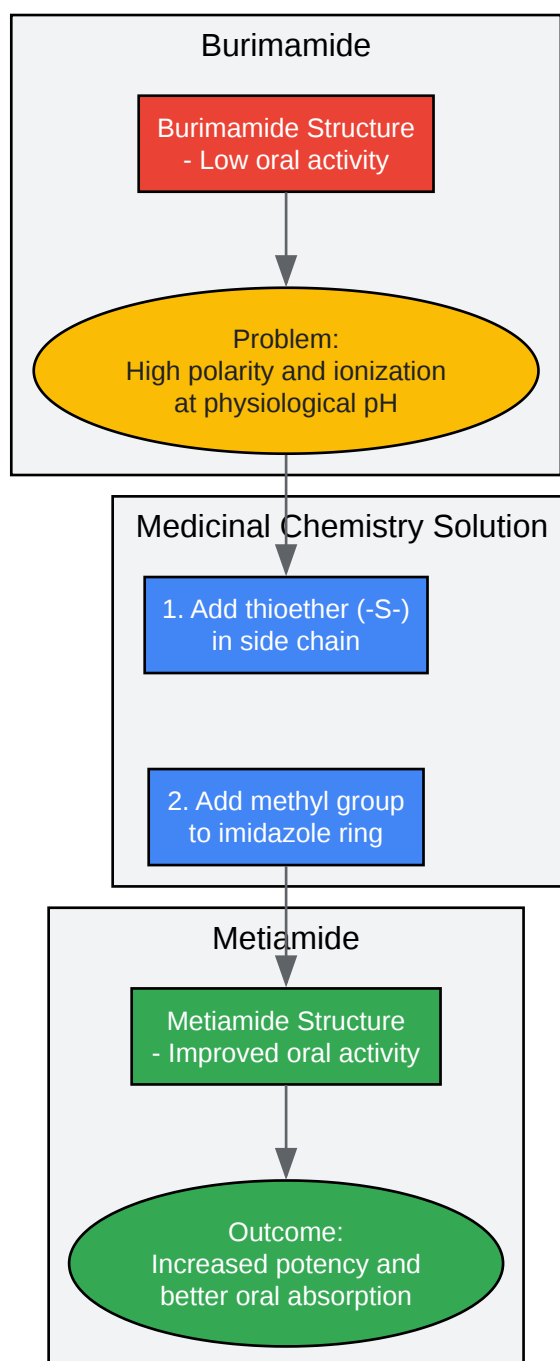 Burimamide
Burimamide Structure
- Low oral activity
Problem:
High polarity and ionization
at physiological pH
Medicinal Chemistry Solution
1. Add thioether (-S-)
in side chain
2. Add methyl group
to imidazole ring
Metiamide
Metiamide Structure
- Improved oral activity
Outcome:
Increased potency and
better oral absorption